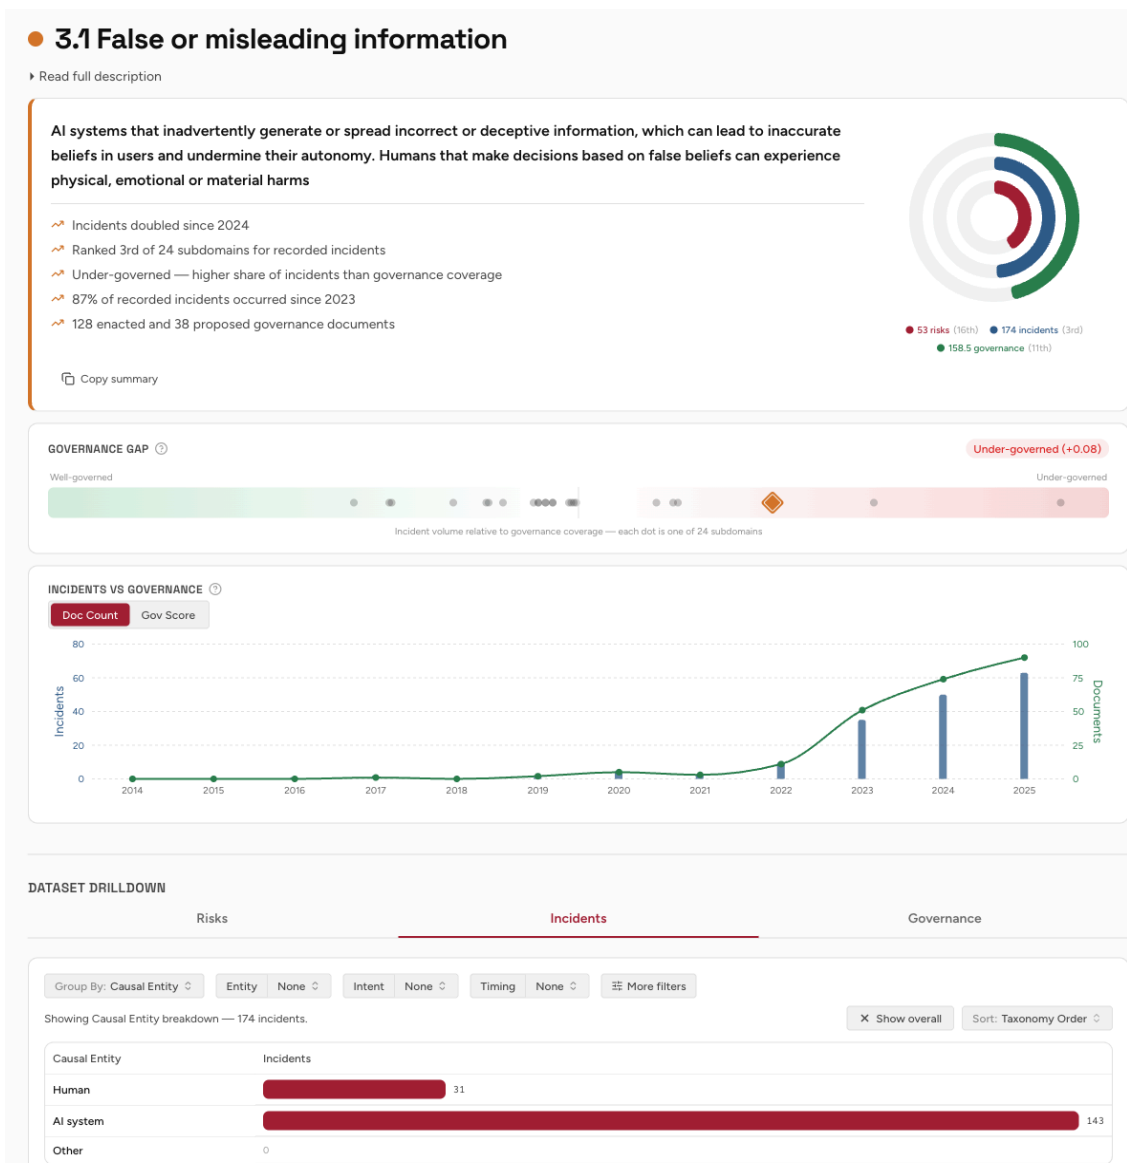 3.1 False or misleading information
Read full description
AI systems that inadvertently generate or spread incorrect or deceptive information, which can lead to inaccurate
beliefs in users and undermine their autonomy. Humans that make decisions based on false beliefs can experience
physical, emotional or material harms
Incidents doubled since 2024
Ranked 3rd of 24 subdomains for recorded incidents
Under-governed — higher share of incidents than governance coverage
87% of recorded incidents occurred since 2023
128 enacted and 38 proposed governance documents
Copy summary
53 risks (16th) 174 incidents (3rd)
158.5 governance (11th)
GOVERNANCE GAP ?
Under-governed (+0.08)
Well-governed Under-governed
Incident volume relative to governance coverage — each dot is one of 24 subdomains
INCIDENTS VS GOVERNANCE ?
Doc Count Gov Score
80 100
60 75
40 50
20 25
0 0
Incidents
Documents
2014 2015 2016 2017 2018 2019 2020 2021 2022 2023 2024 2025
DATASET DRILLDOWN
Risks Incidents Governance
Group By: Causal Entity Entity None Intent None Timing None More filters
Showing Causal Entity breakdown — 174 incidents.
Show overall Sort: Taxonomy Order
Causal Entity Incidents
Human 31
AI system 143
Other 0